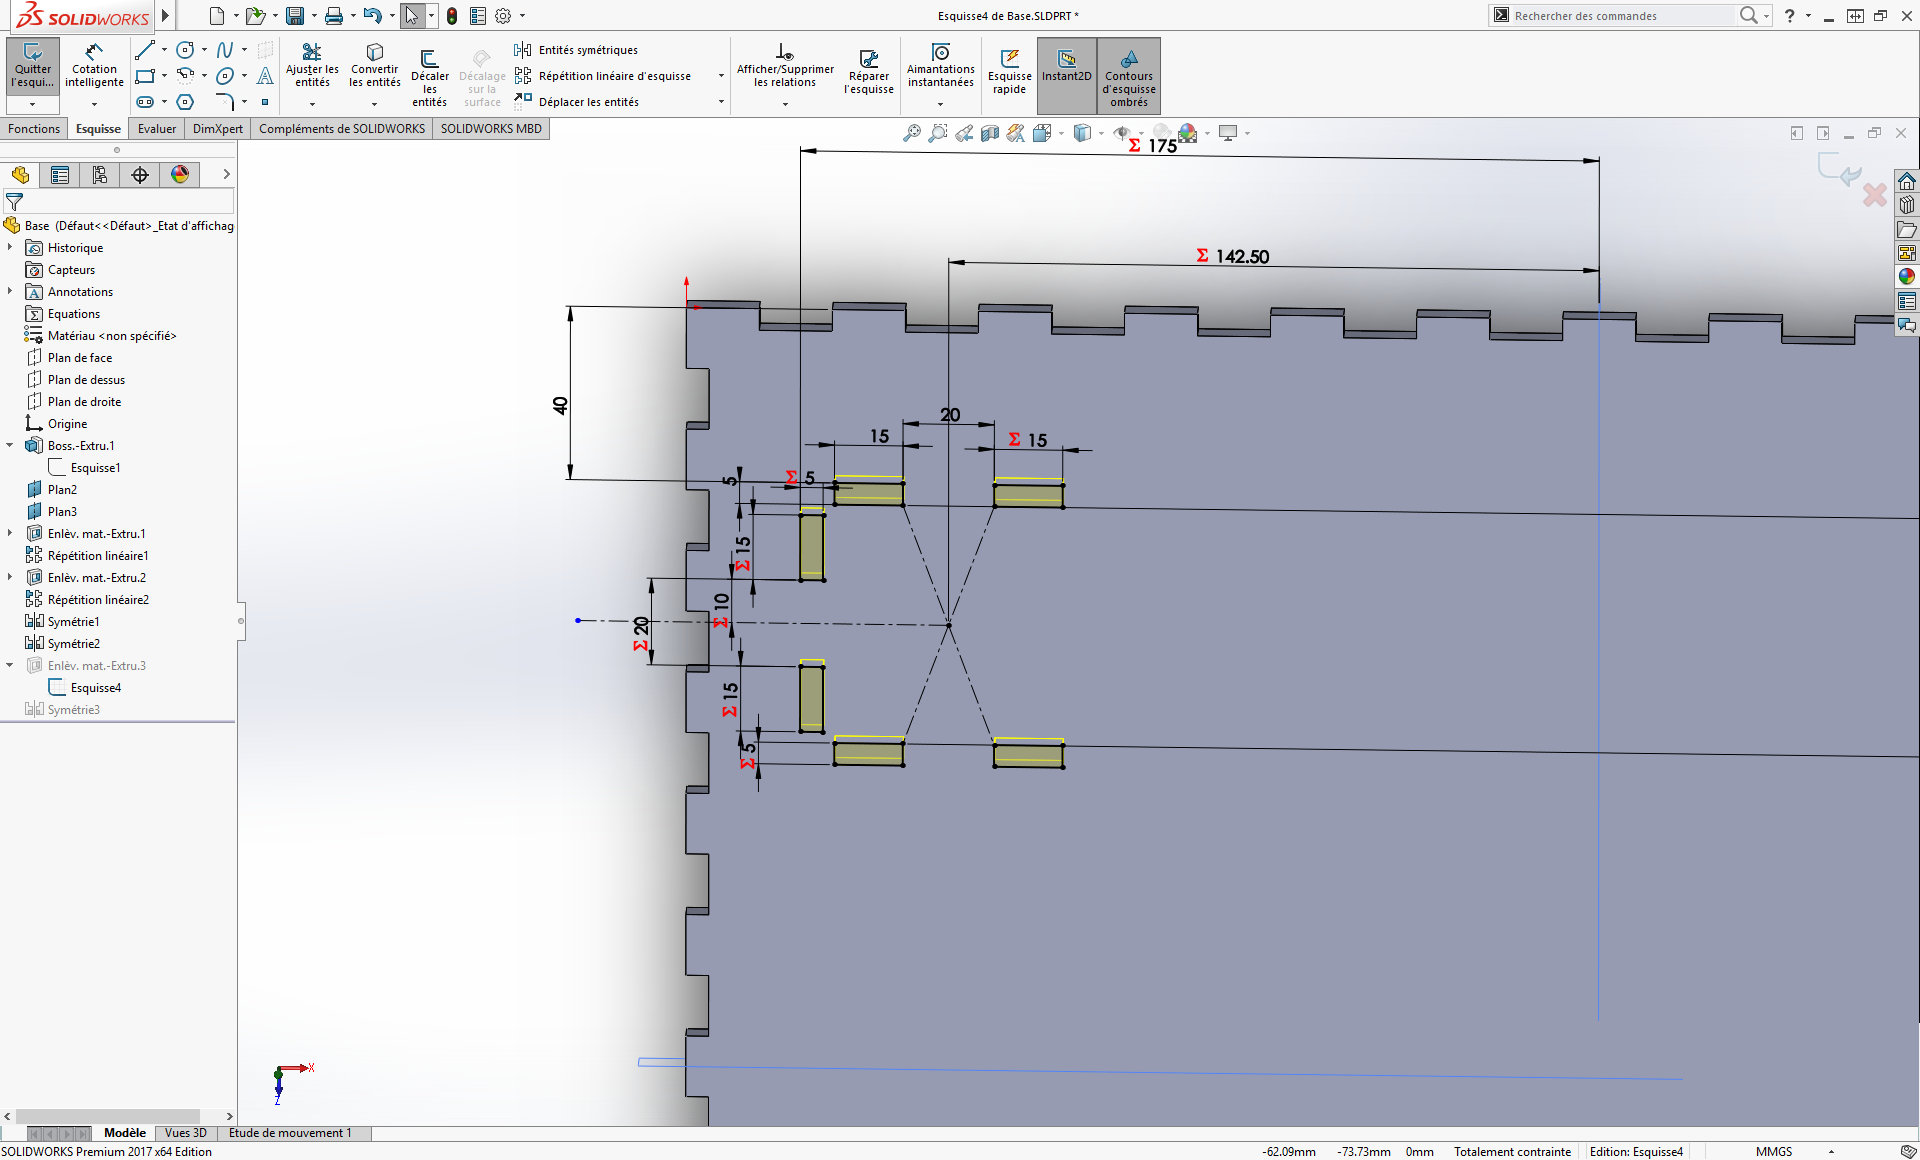 SOLIDWORKS
Esquisse4 de Base.SLDPRT *
Rechercher des commandes
?
Quitter l'esqui...
Cotation intelligente
Ajuster les entités
Convertir les entités
Décaler les entités
Décalage sur la surface
Entités symétriques
Répétition linéaire d'esquisse
Déplacer les entités
Afficher/Supprimer les relations
Réparer l'esquisse
Aimantations instantanées
Esquisse rapide
Instant2D
Contours d'esquisse ombrés
Fonctions
Esquisse
Evaluer
DimXpert
Compléments de SOLIDWORKS
SOLIDWORKS MBD
Base (Défaut<<Défaut>_Etat d'affichag
Historique
Capteurs
Annotations
Equations
Matériau <non spécifié>
Plan de face
Plan de dessus
Plan de droite
Origine
Boss.-Extru.1
Esquisse1
Plan2
Plan3
Enlèv. mat.-Extru.1
Répétition linéaire1
Enlèv. mat.-Extru.2
Répétition linéaire2
Symétrie1
Symétrie2
Enlèv. mat.-Extru.3
Esquisse4
Symétrie3
Σ 175
Σ 142.50
40
20
15
Σ 15
Σ 5
5
Σ 15
Σ 10
Σ 20
Σ 15
Σ 5
X
Z
Modèle
Vues 3D
Etude de mouvement 1
SOLIDWORKS Premium 2017 x64 Edition
-62.09mm
-73.73mm
0mm
Totalement contrainte
Edition: Esquisse4
MMGS